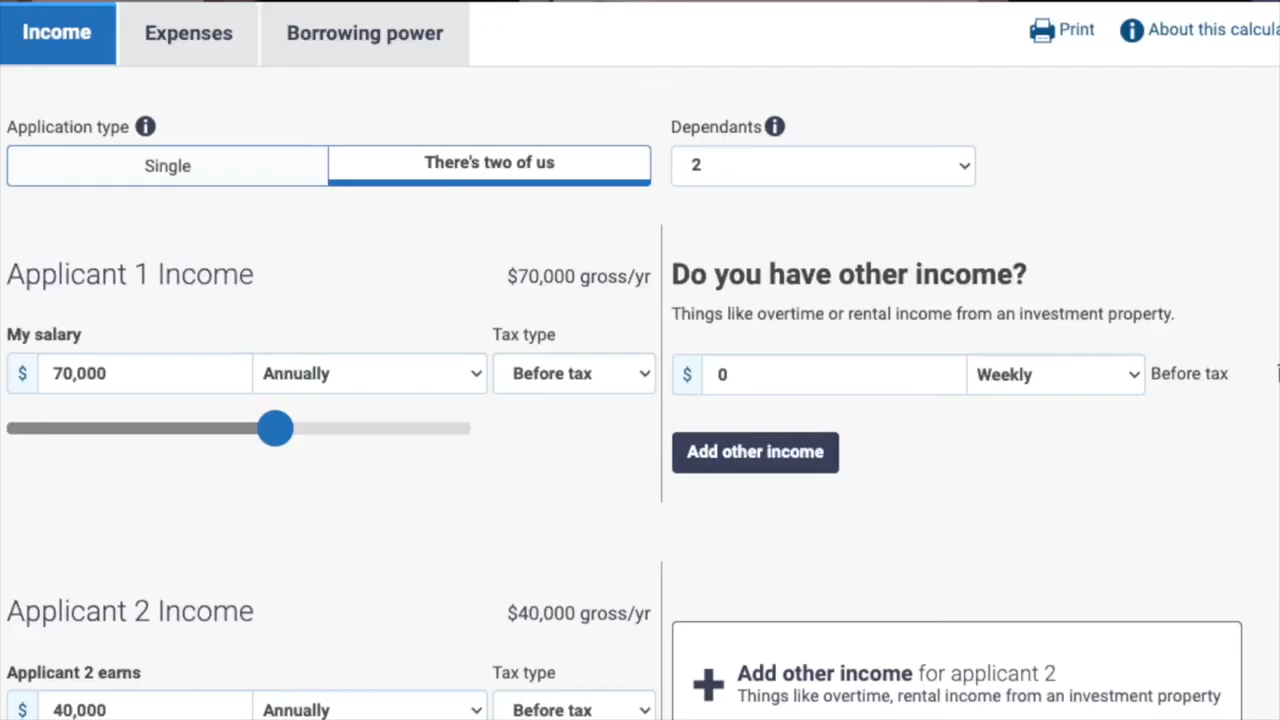 Income
Expenses
Borrowing power
Print
About this calcula
Application type
Dependants
Single
There's two of us
2
Applicant 1 Income
$70,000 gross/yr
Do you have other income?
Things like overtime or rental income from an investment property.
My salary
Tax type
$ 70,000
Annually
Before tax
$ 0
Weekly
Before tax
Add other income
Applicant 2 Income
$40,000 gross/yr
Applicant 2 earns
Tax type
$ 40,000
Annually
Before tax
Add other income for applicant 2
Things like overtime, rental income from an investment property